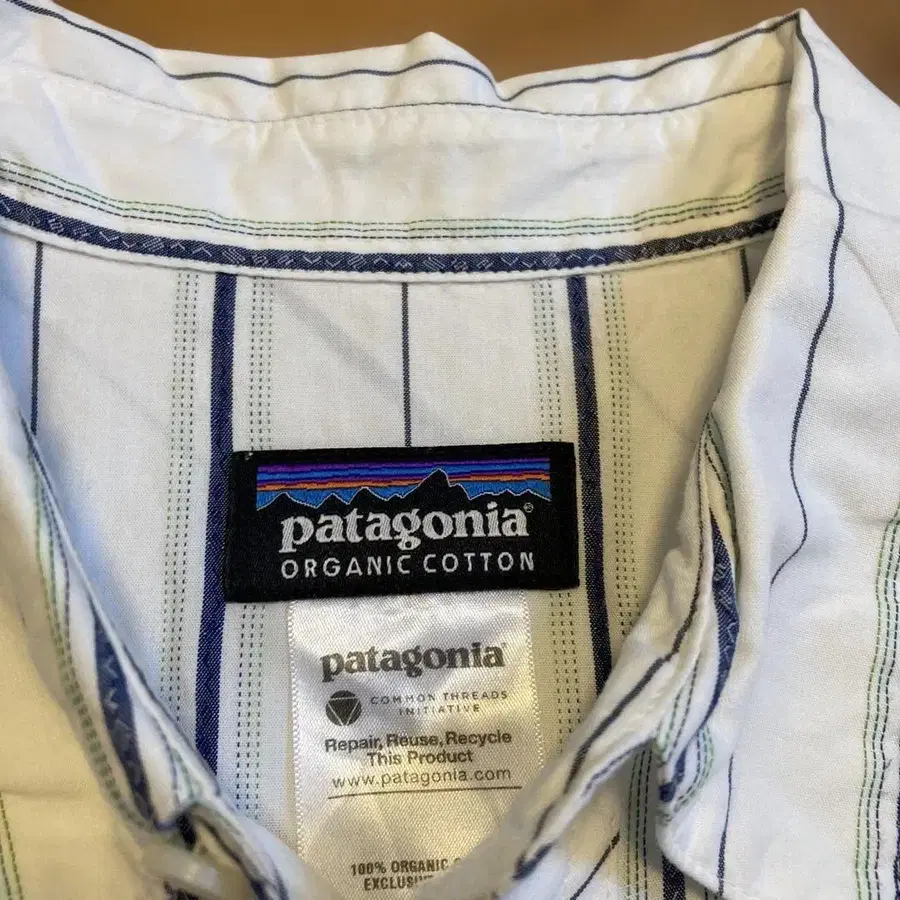 patagonia®
ORGANIC COTTON
patagonia®
COMMON THREADS
INITIATIVE
Repair, Reuse, Recycle
This Product
www.patagonia.com
100% ORGANIC